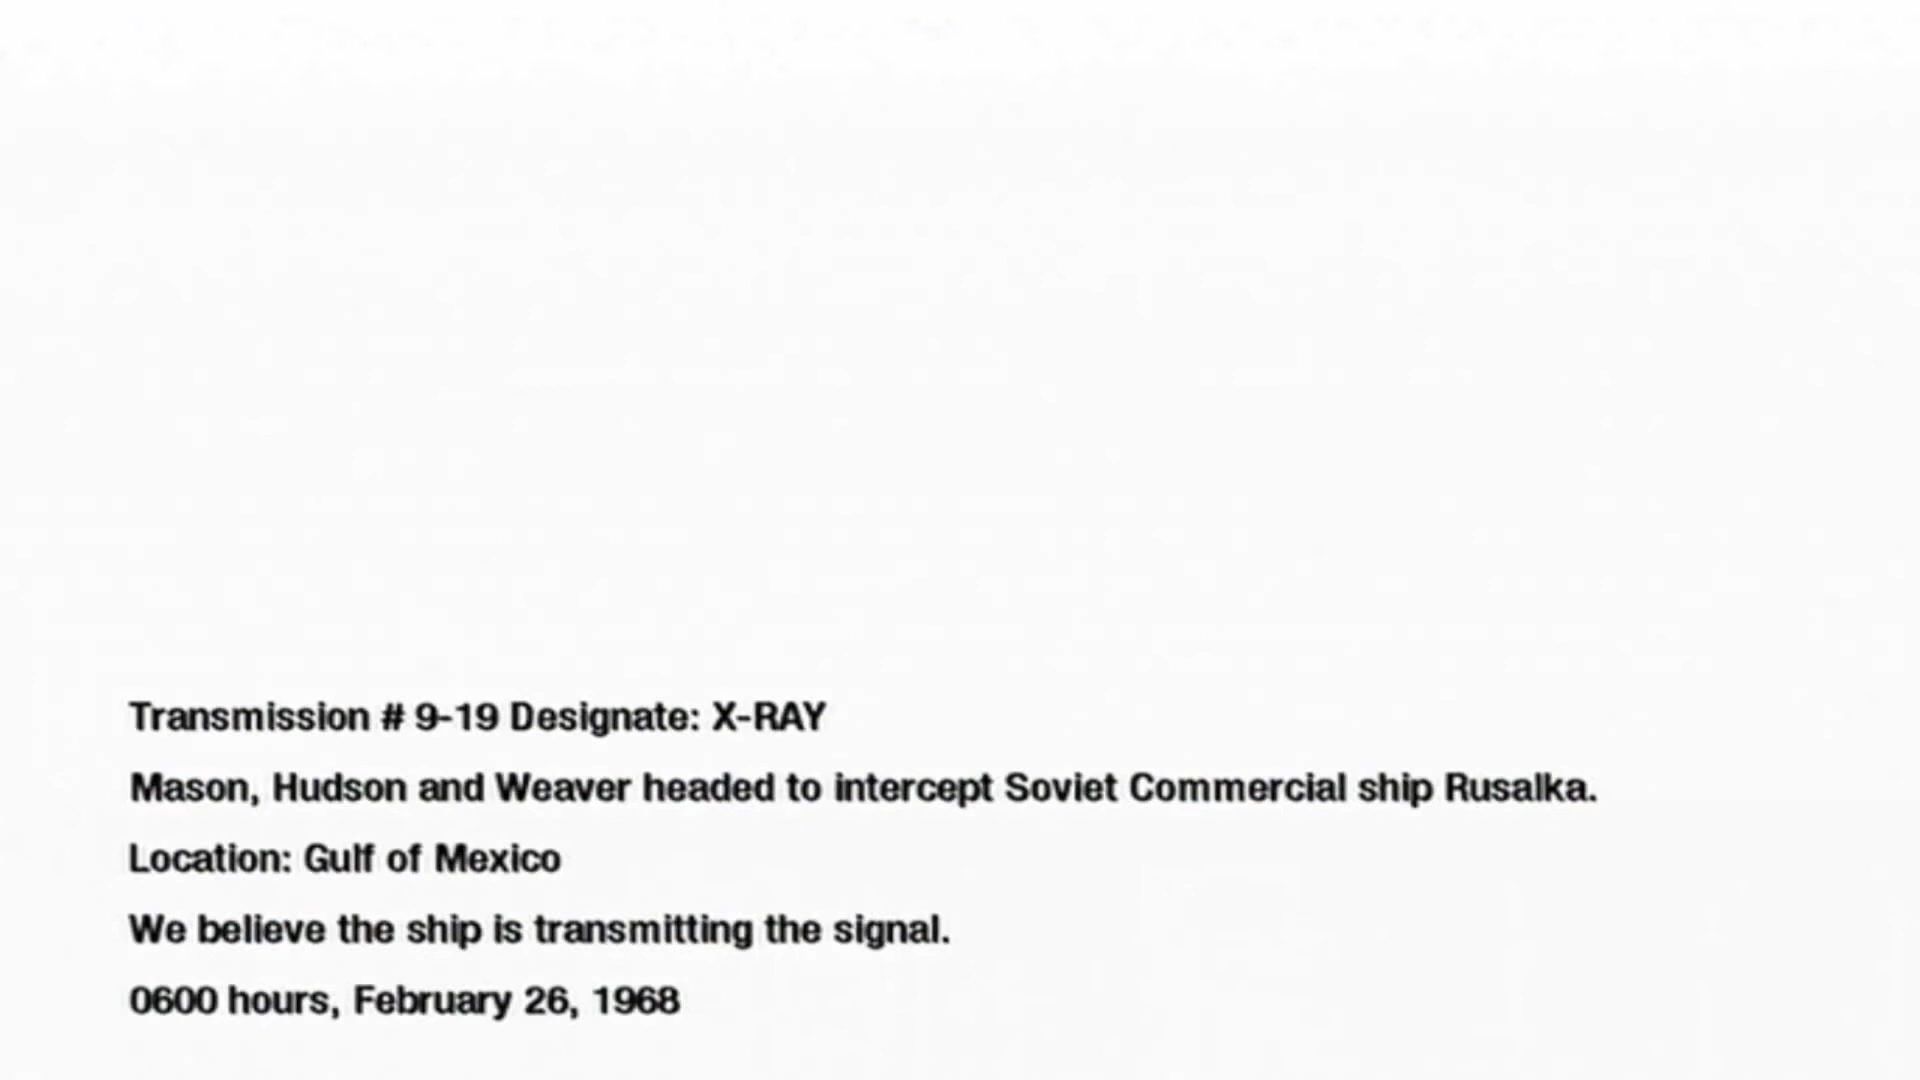 Transmission # 9-19 Designate: X-RAY
Mason, Hudson and Weaver headed to intercept Soviet Commercial ship Rusalka.
Location: Gulf of Mexico
We believe the ship is transmitting the signal.
0600 hours, February 26, 1968